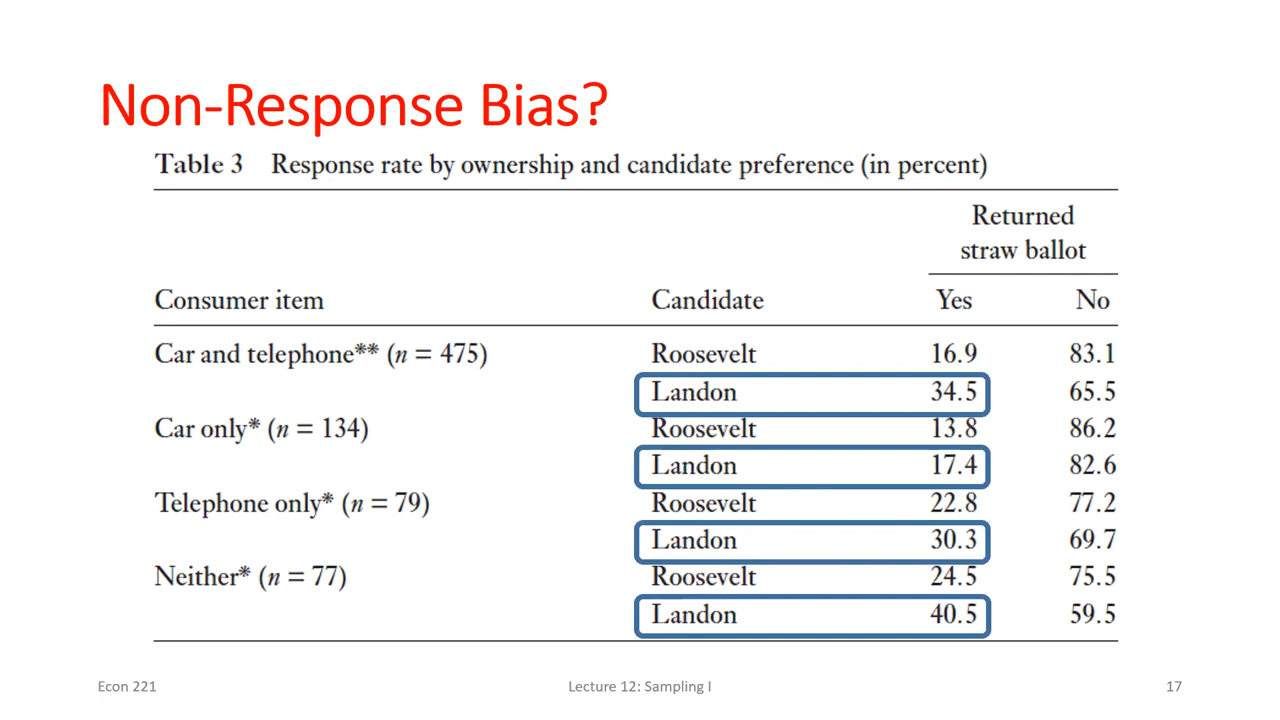 Non-Response Bias?
Table 3 Response rate by ownership and candidate preference (in percent)
Returned
straw ballot
Consumer item Candidate Yes No
Car and telephone** (n = 475) Roosevelt 16.9 83.1
Landon 34.5 65.5
Car only* (n = 134) Roosevelt 13.8 86.2
Landon 17.4 82.6
Telephone only* (n = 79) Roosevelt 22.8 77.2
Landon 30.3 69.7
Neither* (n = 77) Roosevelt 24.5 75.5
Landon 40.5 59.5
Econ 221 Lecture 12: Sampling I 17